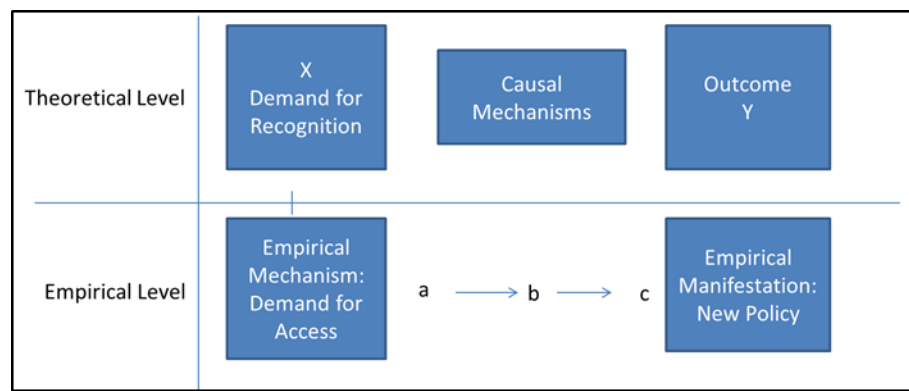 Theoretical Level
X
Demand for
Recognition
Causal
Mechanisms
Outcome
Y
Empirical Level
Empirical
Mechanism:
Demand for
Access
a
b
c
Empirical
Manifestation:
New Policy